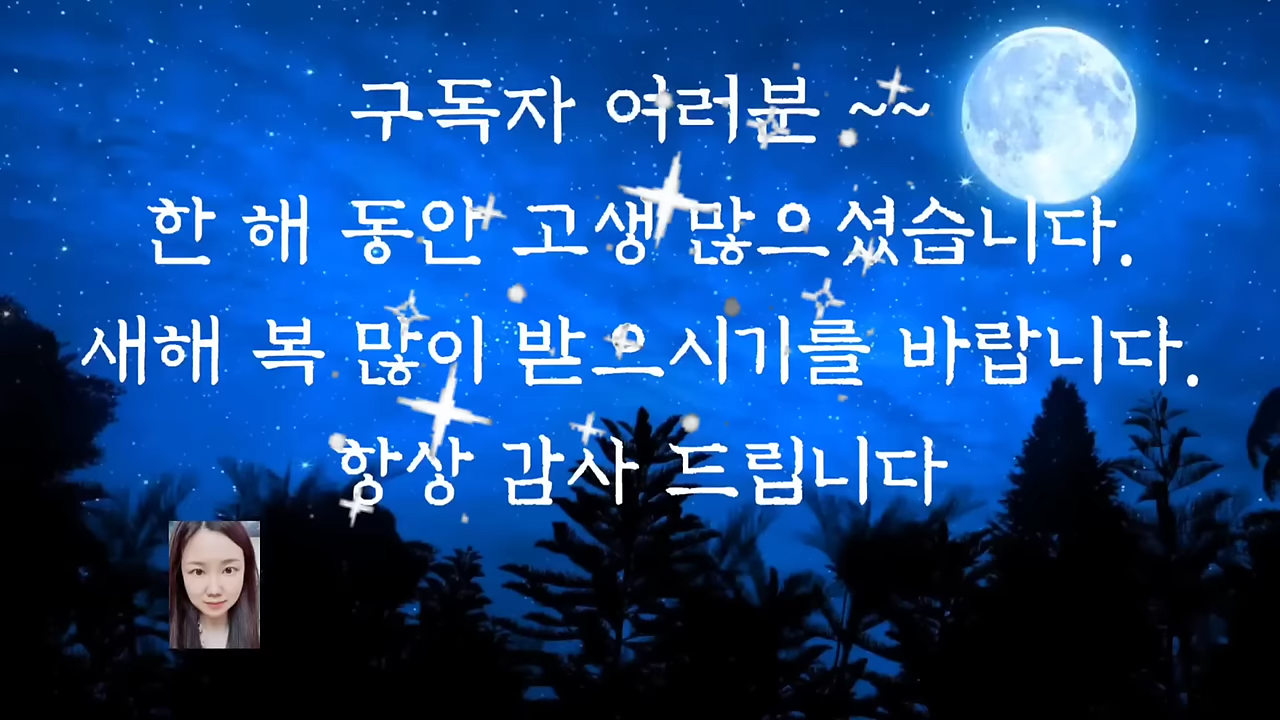 구독자 여러분 ~~
한 해 동안 고생 많으셨습니다.
새해 복 많이 받으시기를 바랍니다.
항상 감사 드립니다